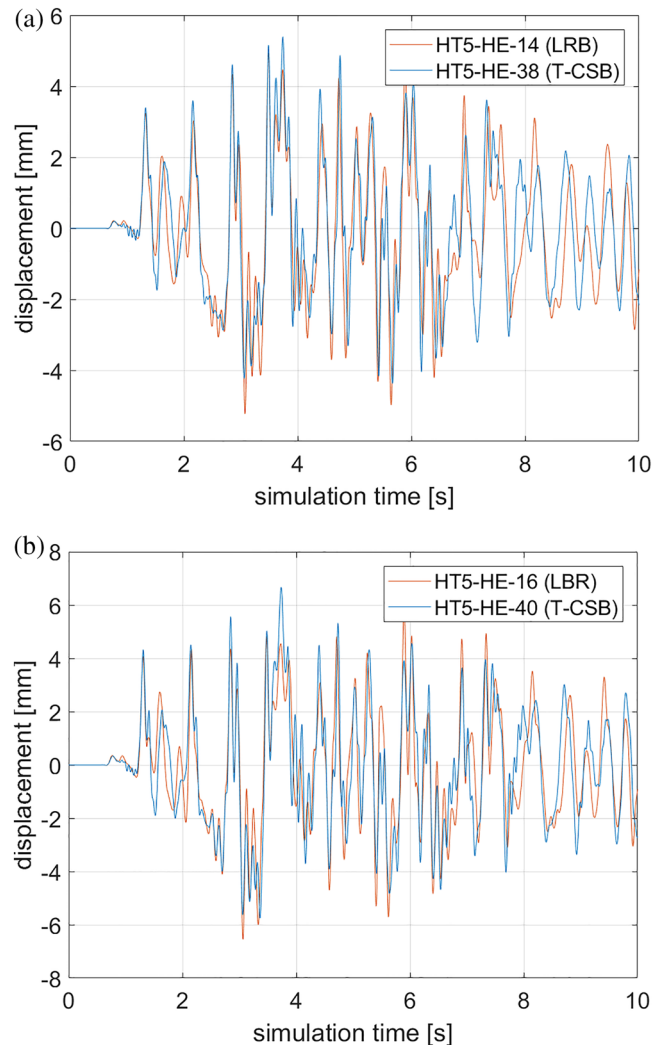 (a)
6
4
2
0
-2
-4
-6
displacement [mm]
HT5-HE-14 (LRB)
HT5-HE-38 (T-CSB)
0 2 4 6 8 10
simulation time [s]
(b)
8
6
4
2
0
-2
-4
-6
-8
displacement [mm]
HT5-HE-16 (LBR)
HT5-HE-40 (T-CSB)
0 2 4 6 8 10
simulation time [s]